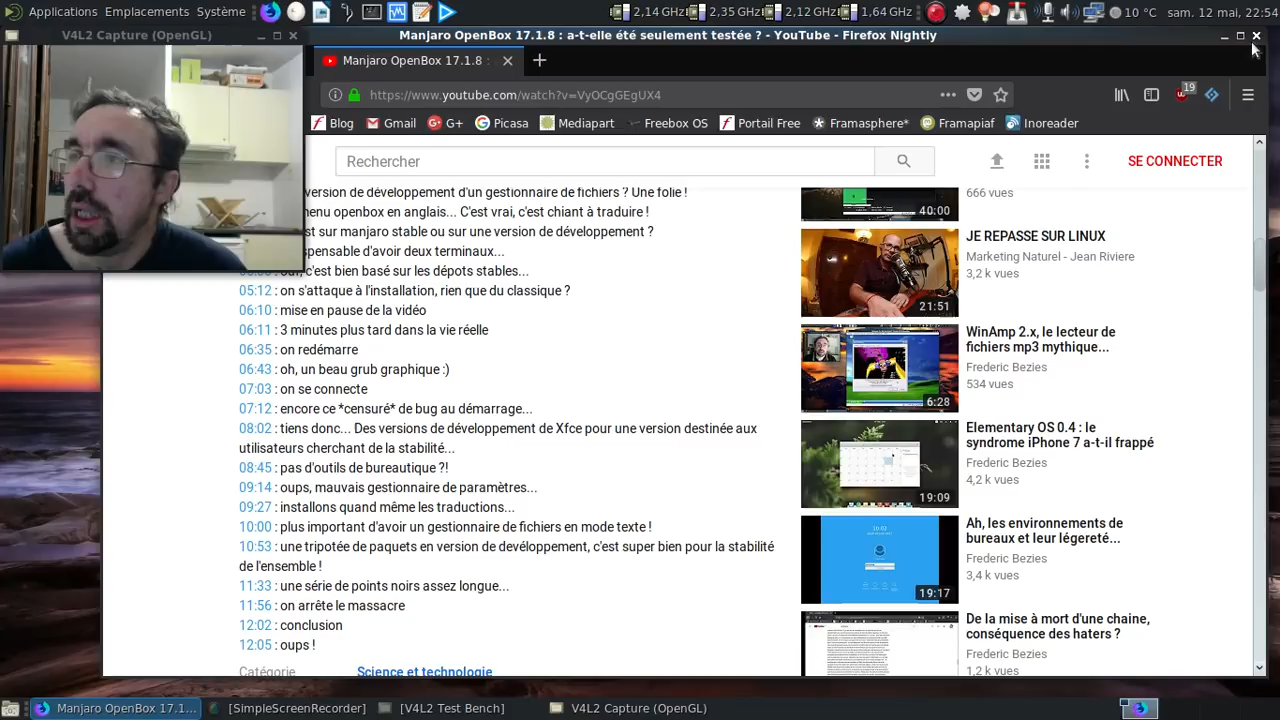 Applications Emplacements Système
2,14 GHz 2,35 GHz 2,12 GHz 1,64 GHz
10 °C sam. 12 mai, 22:54
V4L2 Capture (OpenGL)
Manjaro OpenBox 17.1.8 : a-t-elle été seulement testée ? - YouTube - Firefox Nightly
Manjaro OpenBox 17.1.8 :
https://www.youtube.com/watch?v=VyOCgGEgUX4
19
Blog Gmail G+ Picasa Mediapart Freebox OS Portail Free Framasphère* Framapiaf Inoreader
Rechercher
SE CONNECTER
version de développement d'un gestionnaire de fichiers ? Une folie !
openbox en anglais. C'est vrai, c'est chiant à traduire !
sur manjaro stable ou sur une version de développement ?
d'avoir deux terminaux...
c'est bien basé sur les dépots stables...
05:12 : on s'attaque à l'installation, rien que du classique ?
06:10 : mise en pause de la vidéo
06:11 : 3 minutes plus tard dans la vie réelle
06:35 : on redémarre
06:43 : oh, un beau grub graphique :)
07:03 : on se connecte
07:12 : encore ce *censuré* de bug au démarrage...
08:02 : tiens donc... Des versions de développement de Xfce pour une version destinée aux
utilisateurs cherchant de la stabilité...
08:45 : pas d'outils de bureautique ?!
09:14 : oups, mauvais gestionnaire de paramètres...
09:27 : installons quand même les traductions...
10:00 : plus important d'avoir un gestionnaire de fichiers en mode texte !
10:53 : une tripotée de paquets en version de devéloppement, c'est super bien pour la stabilité
de l'ensemble !
11:33 : une série de points noirs assez longue...
11:56 : on arrête le massacre
12:02 : conclusion
12:05 : oups !
Catégorie
666 vues
40:00
JE REPASSE SUR LINUX
Marketing Naturel - Jean Riviere
3,2 k vues
21:51
WinAmp 2.x, le lecteur de
fichiers mp3 mythique...
Frederic Bezies
534 vues
6:28
Elementary OS 0.4 : le
syndrome iPhone 7 a-t-il frappé
Frederic Bezies
4,2 k vues
19:09
Ah, les environnements de
bureaux et leur légereté...
Frederic Bezies
3,4 k vues
19:17
De la mise à mort d'une chaine,
conséquence des haters ?
Frederic Bezies
1,2 k vues
Manjaro OpenBox 17.1... [SimpleScreenRecorder] [V4L2 Test Bench] V4L2 Capture (OpenGL)